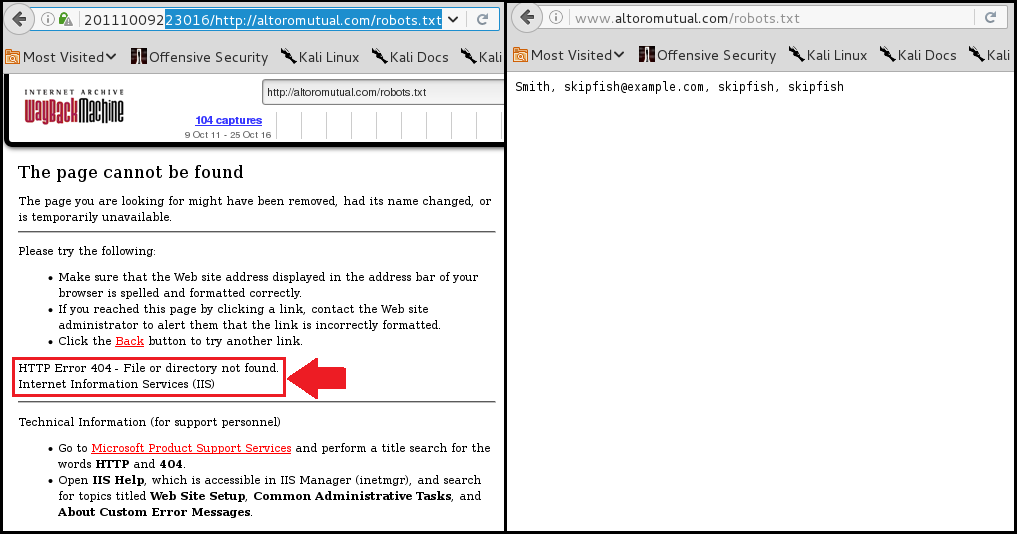 20111009223016/http://altoromutual.com/robots.txt
Most Visited
Offensive Security
Kali Linux
Kali Docs
Kali
INTERNET ARCHIVE
WayBackMachine
http://altoromutual.com/robots.txt
104 captures
9 Oct 11 - 25 Oct 16
The page cannot be found
The page you are looking for might have been removed, had its name changed, or
is temporarily unavailable.
Please try the following:
• Make sure that the Web site address displayed in the address bar of your
browser is spelled and formatted correctly.
• If you reached this page by clicking a link, contact the Web site
administrator to alert them that the link is incorrectly formatted.
• Click the Back button to try another link.
HTTP Error 404 - File or directory not found.
Internet Information Services (IIS)
Technical Information (for support personnel)
• Go to Microsoft Product Support Services and perform a title search for the
words HTTP and 404.
• Open IIS Help, which is accessible in IIS Manager (inetmgr), and search
for topics titled Web Site Setup, Common Administrative Tasks, and
About Custom Error Messages.
www.altoromutual.com/robots.txt
Most Visited
Offensive Security
Kali Linux
Kali Docs
Kali
Smith, skipfish@example.com, skipfish, skipfish